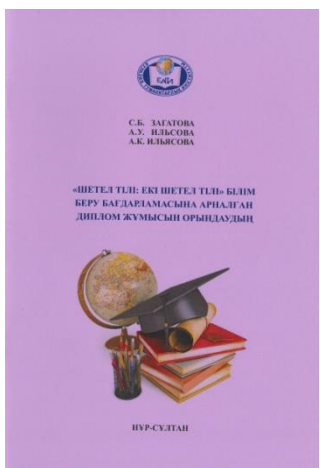 С.Б. ЗАГАТОВА
А.У. ИЛЬСОВА
А.К. ИЛЬЯСОВА
«ШЕТЕЛ ТІЛІ: ЕКІ ШЕТЕЛ ТІЛІ» БІЛІМ
БЕРУ БАҒДАРЛАМАСЫНА АРНАЛҒАН
ДИПЛОМ ЖҰМЫСЫН ОРЫНДАУДЫҢ
НҰР-СҰЛТАН